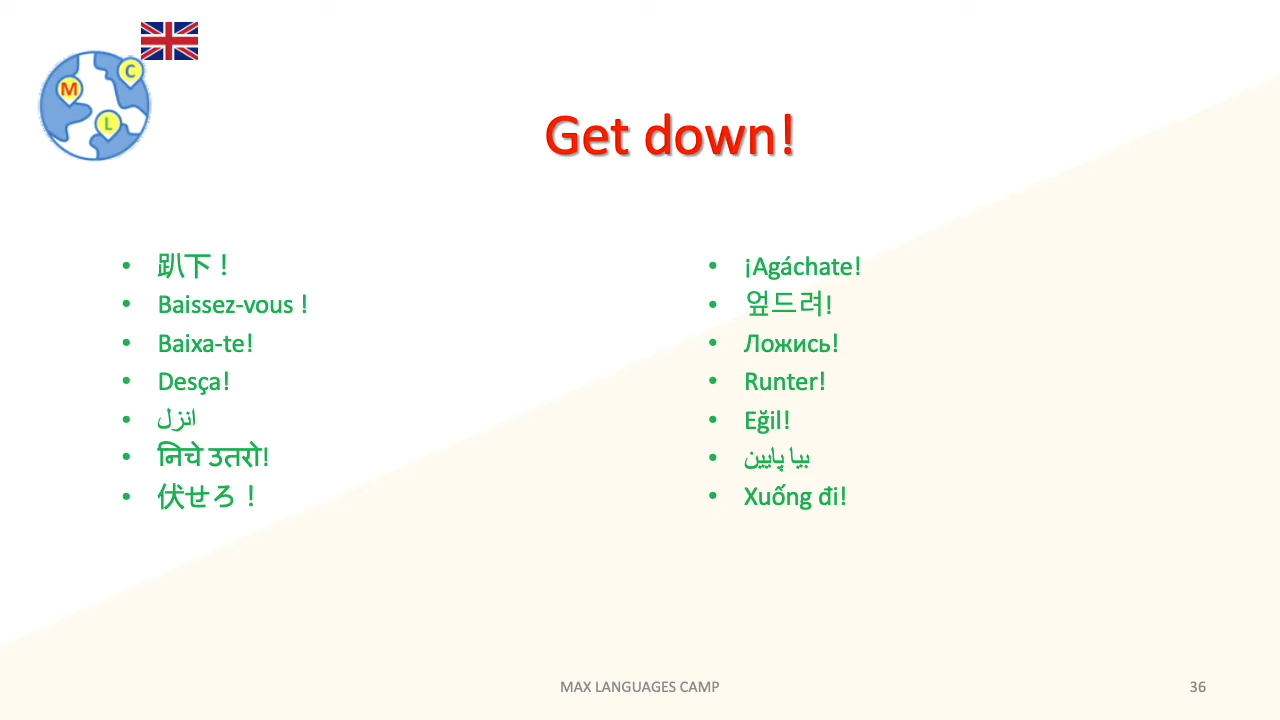 C
M
L
Get down!
• 趴下！
• Baissez-vous !
• Baixa-te!
• Desça!
• انزل
• निचे उतरो!
• 伏せろ！
• ¡Agáchate!
• 엎드려!
• Ложись!
• Runter!
• Eğil!
• بیا پایین
• Xuống đi!
MAX LANGUAGES CAMP
36